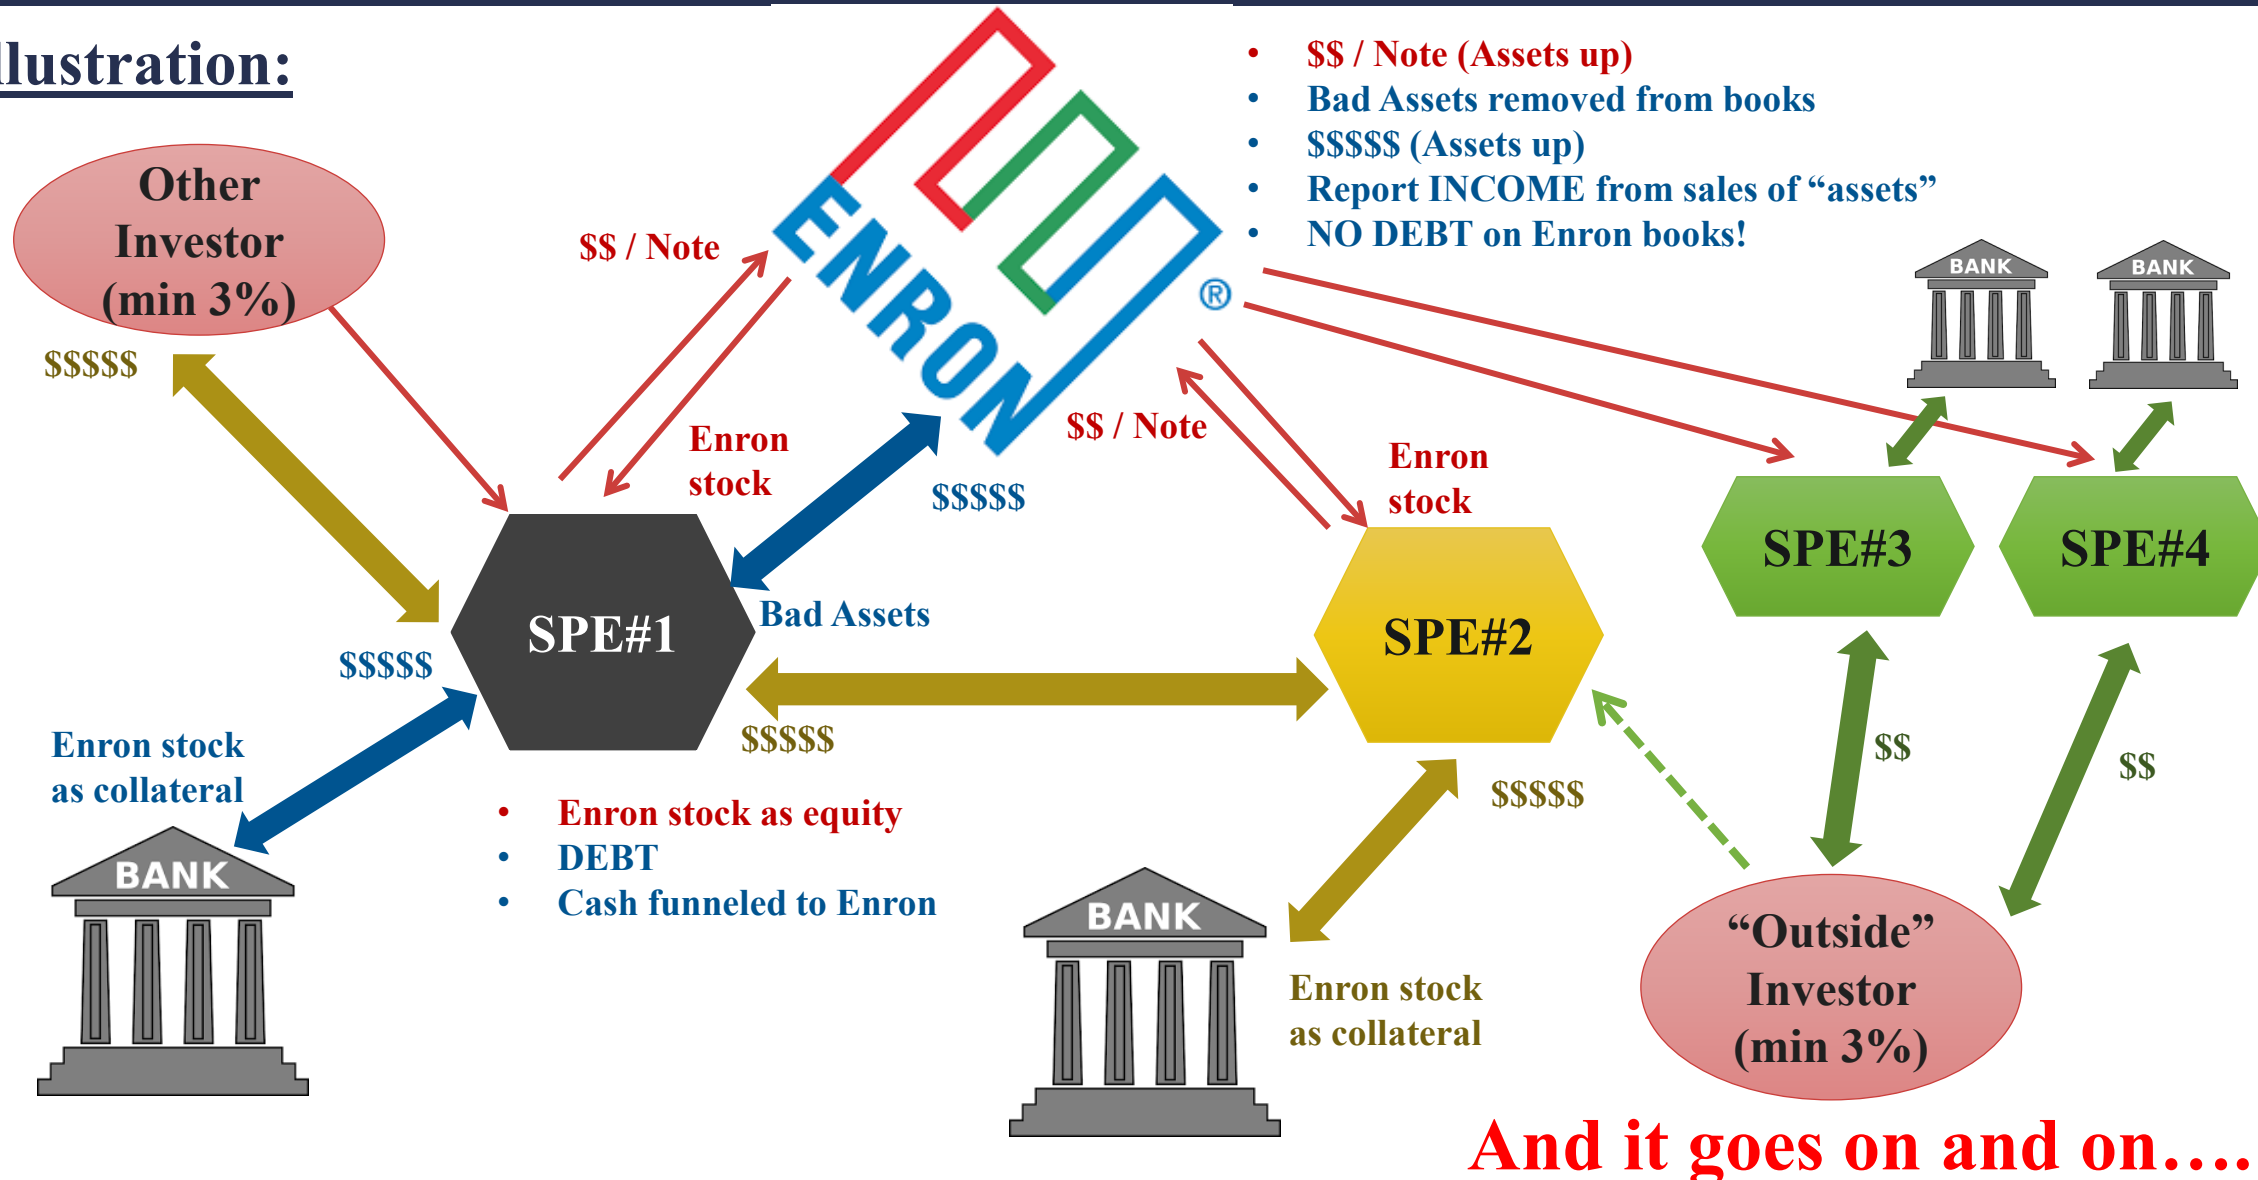 llustration:
• $$ / Note (Assets up)
• Bad Assets removed from books
• $$$$$ (Assets up)
• Report INCOME from sales of “assets”
• NO DEBT on Enron books!
Other
Investor
(min 3%)
$$$$$
$$ / Note
ENRON
®
BANK
BANK
Enron
stock
$$$$$
$$ / Note
Enron
stock
SPE#3
SPE#4
SPE#1
Bad Assets
SPE#2
$$$$$
$$$$$
Enron stock
as collateral
BANK
• Enron stock as equity
• DEBT
• Cash funneled to Enron
$$$$$
BANK
Enron stock
as collateral
$$
$$
“Outside”
Investor
(min 3%)
And it goes on and on….